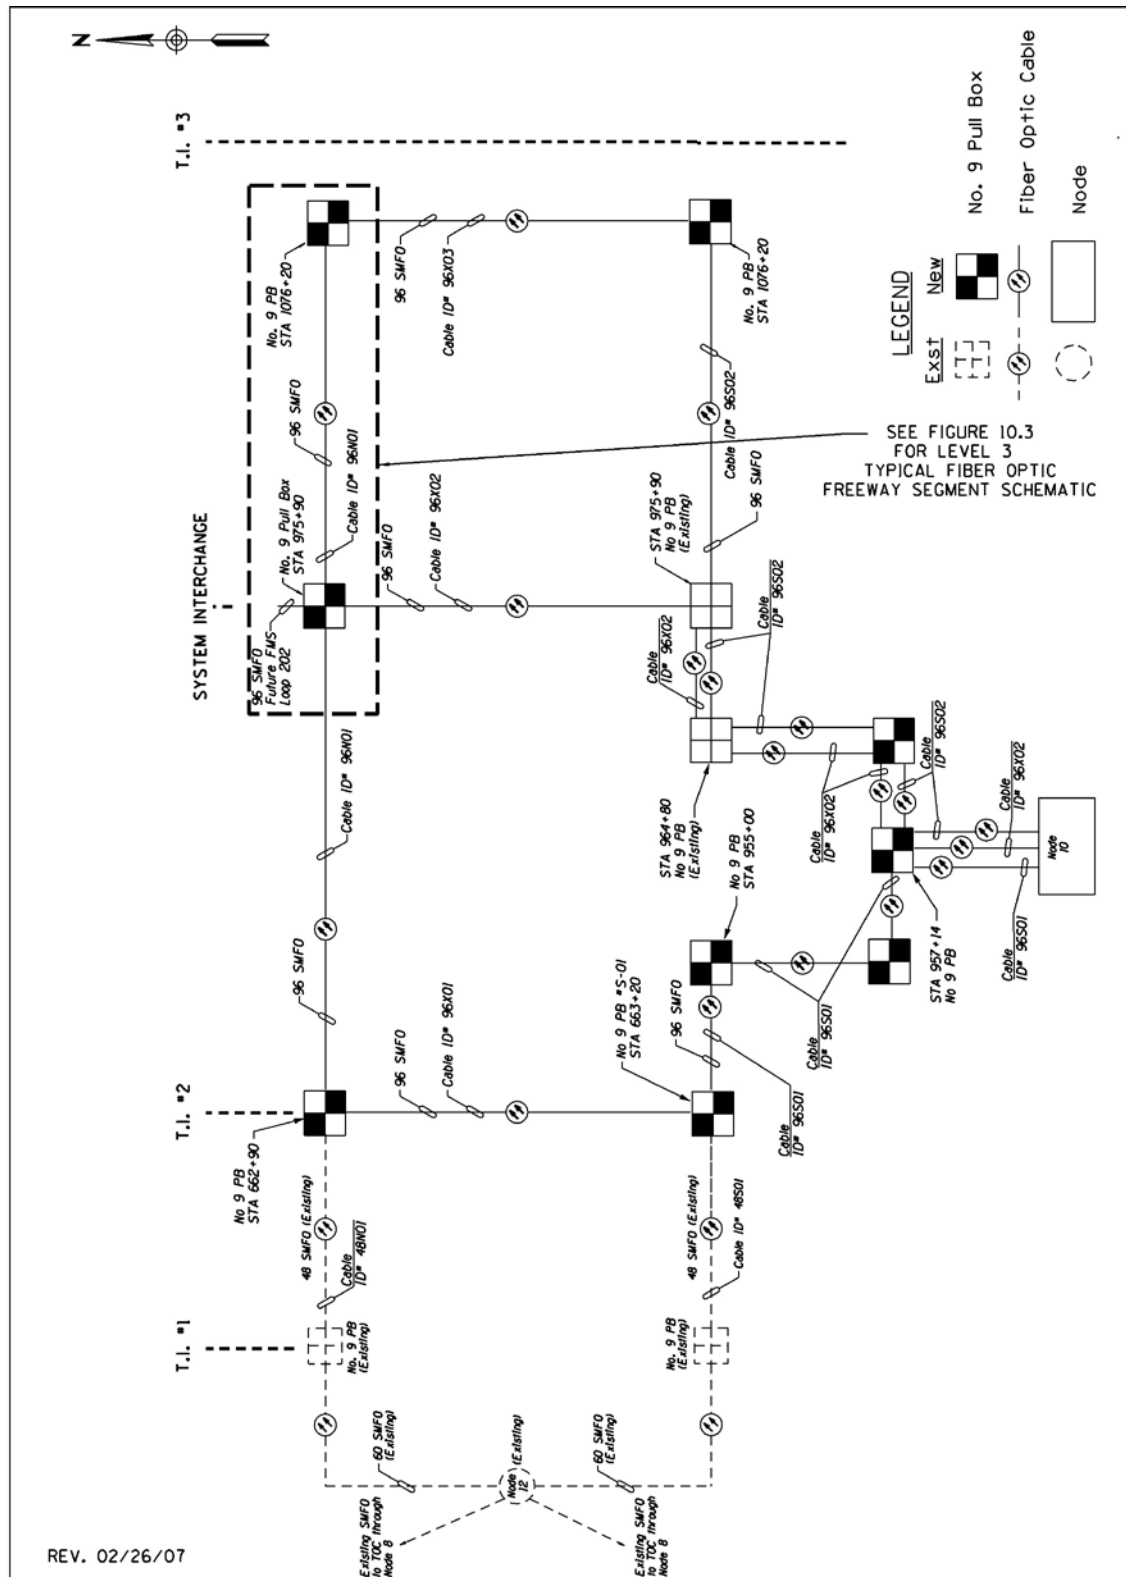 N
T.I. #3
No. 9 PB
STA 1076+20
96 SMFO
Cable ID# 96X03
No. 9 PB
STA 1076+20
LEGEND
Exst
New
No. 9 Pull Box
Fiber Optic Cable
Node
96 SMFO
Cable ID# 96N01
Cable ID# 96S02
96 SMFO
SEE FIGURE 10.3
FOR LEVEL 3
TYPICAL FIBER OPTIC
FREEWAY SEGMENT SCHEMATIC
SYSTEM INTERCHANGE
96 SMFO
Future FMS
Loop 202
No. 9 Pull Box
STA 975+90
96 SMFO
Cable ID# 96X02
STA 975+90
No 9 PB
(Existing)
Cable
ID# 96X02
Cable
ID# 96S02
STA 964+80
No 9 PB
(Existing)
Cable
ID# 96X02
Cable
ID# 96S02
Cable
ID# 96S02
Cable
ID# 96X02
Cable
ID# 96S01
Node
10
STA 957+14
No 9 PB
No 9 PB
STA 955+00
Cable
ID# 96S01
Cable ID# 96N01
96 SMFO
T.I. #2
No 9 PB
STA 662+90
96 SMFO
Cable ID# 96X01
No 9 PB #S-01
STA 663+20
96 SMFO
Cable
ID# 96S01
48 SMFO (Existing)
Cable
ID# 48N01
48 SMFO (Existing)
Cable ID# 48S01
T.I. #1
No. 9 PB
(Existing)
No. 9 PB
(Existing)
60 SMFO
(Existing)
Node
12
(Existing)
60 SMFO
(Existing)
Existing SMFO
to TOC through
Node 8
Existing SMFO
to TOC through
Node 8
REV. 02/26/07